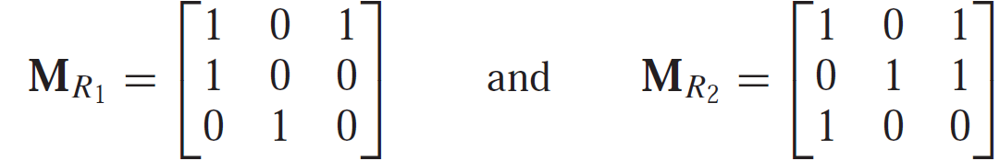 1 0 1 1 0 1
M_{R_1} = 1 0 0 and M_{R_2} = 0 1 1
0 1 0 1 0 0